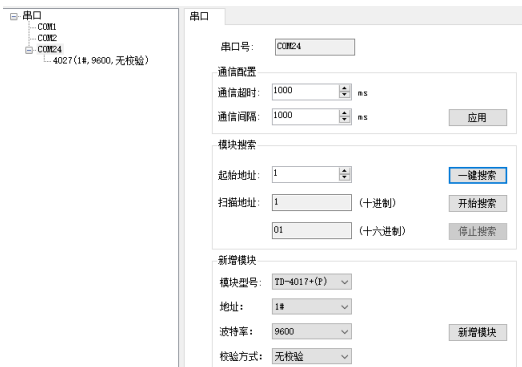 串口
COM1
COM2
COM24
4027(1#,9600,无校验)
串口
串口号: COM24
通信配置
通信超时: 1000 ms
通信间隔: 1000 ms 应用
模块搜索
起始地址: 1 一键搜索
扫描地址: 1 (十进制) 开始搜索
01 (十六进制) 停止搜索
新增模块
模块型号: TD-4017+(P)
地址: 1#
波特率: 9600 新增模块
校验方式: 无校验